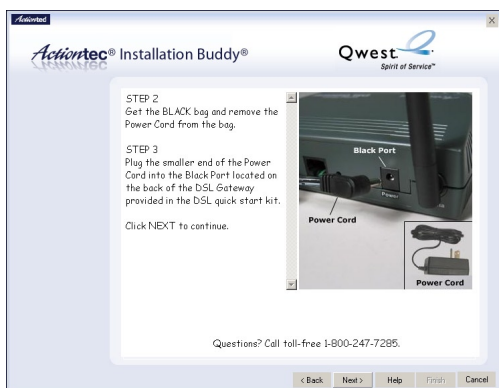 Actiontec
Actiontec® Installation Buddy®
Qwest
Spirit of Service™
STEP 2
Get the BLACK bag and remove the
Power Cord from the bag.
STEP 3
Plug the smaller end of the Power
Cord into the Black Port located on
the back of the DSL Gateway
provided in the DSL quick start kit.
Click NEXT to continue.
Black Port
Power
Power Cord
Power Cord
Questions? Call toll-free 1-800-247-7285.
< Back
Next >
Help
Finish
Cancel